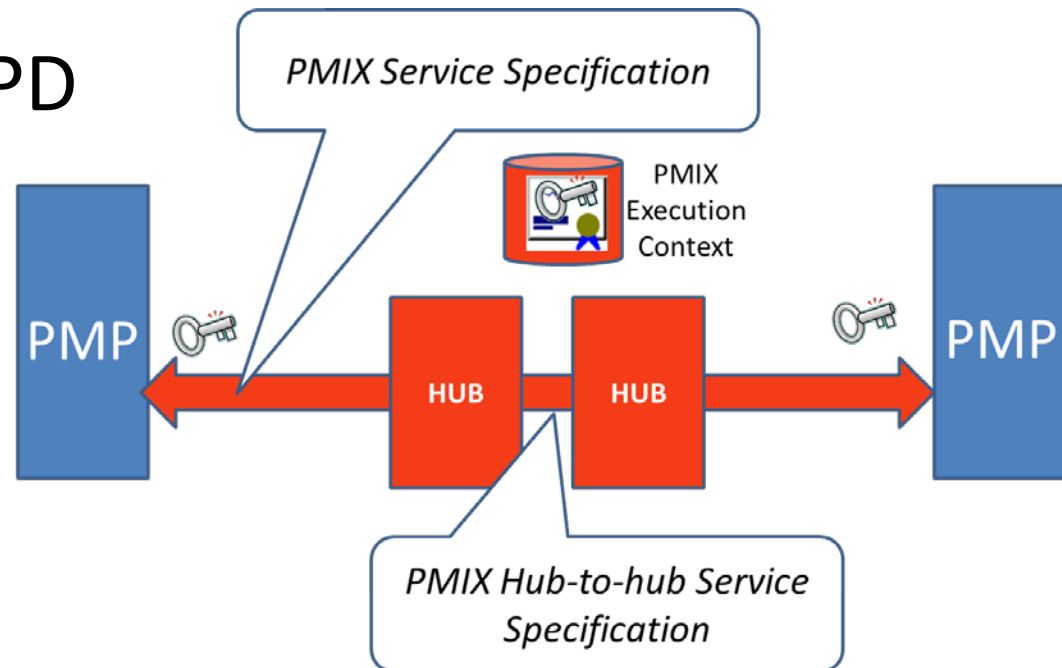 PD
PMIX Service Specification
PMIX
Execution
Context
PMP
PMP
HUB
HUB
PMIX Hub-to-hub Service
Specification